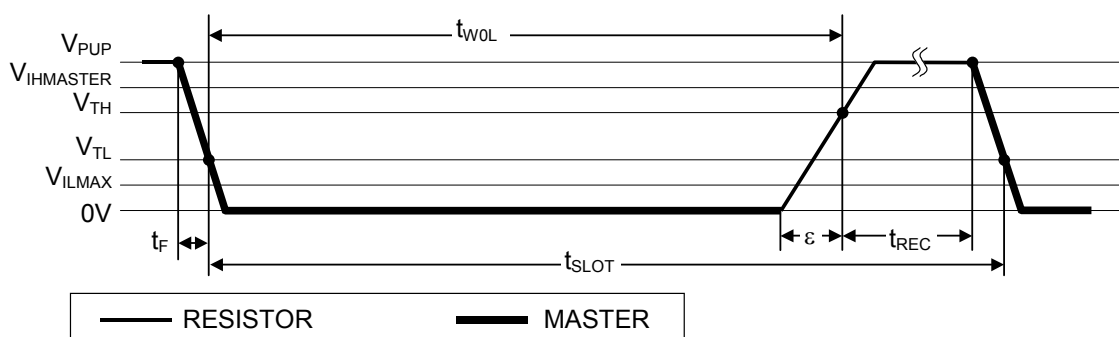 tW0L
VPUP
VIHMASTER
VTH
VTL
VILMAX
0V
tF
ε
tREC
tSLOT
RESISTOR
MASTER